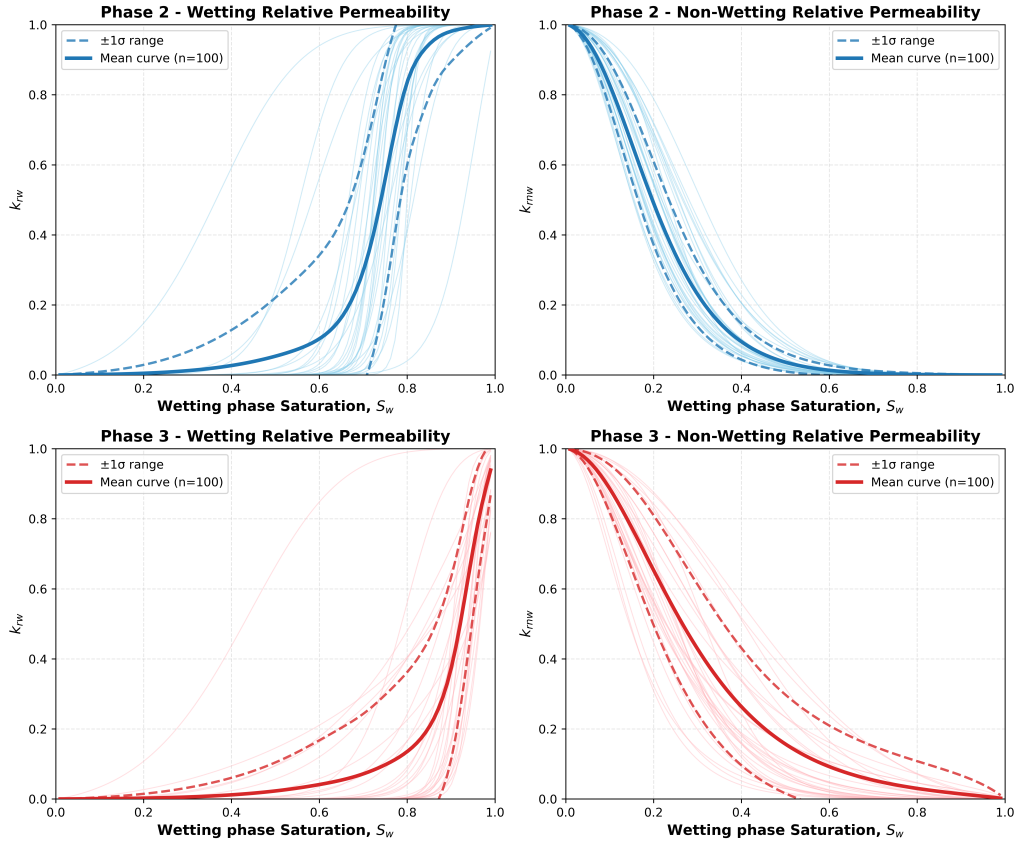 Phase 2 - Wetting Relative Permeability
±1σ range
Mean curve (n=100)
k_rw
1.0
0.8
0.6
0.4
0.2
0.0
0.0 0.2 0.4 0.6 0.8 1.0
Wetting phase Saturation, S_w
Phase 2 - Non-Wetting Relative Permeability
±1σ range
Mean curve (n=100)
k_rnw
1.0
0.8
0.6
0.4
0.2
0.0
0.0 0.2 0.4 0.6 0.8 1.0
Wetting phase Saturation, S_w
Phase 3 - Wetting Relative Permeability
±1σ range
Mean curve (n=100)
k_rw
1.0
0.8
0.6
0.4
0.2
0.0
0.0 0.2 0.4 0.6 0.8 1.0
Wetting phase Saturation, S_w
Phase 3 - Non-Wetting Relative Permeability
±1σ range
Mean curve (n=100)
k_rnw
1.0
0.8
0.6
0.4
0.2
0.0
0.0 0.2 0.4 0.6 0.8 1.0
Wetting phase Saturation, S_w